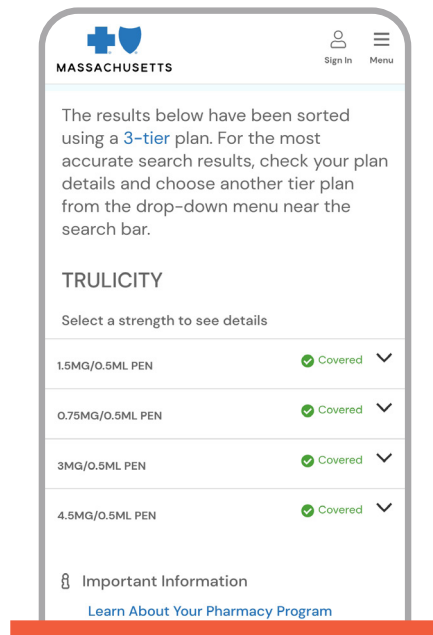 MASSACHUSETTS
Sign In
Menu
The results below have been sorted
using a 3-tier plan. For the most
accurate search results, check your plan
details and choose another tier plan
from the drop-down menu near the
search bar.
TRULICITY
Select a strength to see details
1.5MG/0.5ML PEN Covered
0.75MG/0.5ML PEN Covered
3MG/0.5ML PEN Covered
4.5MG/0.5ML PEN Covered
Important Information
Learn About Your Pharmacy Program